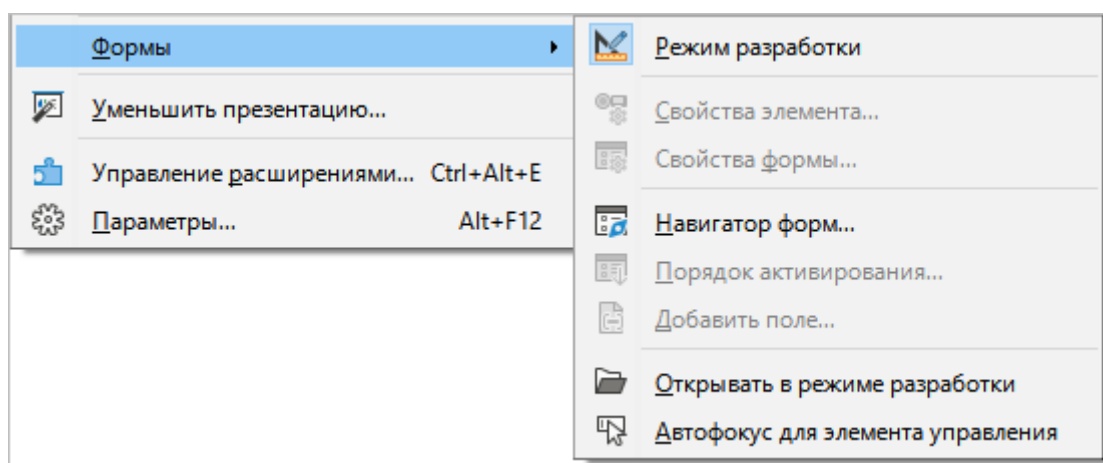 Формы
Уменьшить презентацию...
Управление расширениями... Ctrl+Alt+E
Параметры... Alt+F12
Режим разработки
Свойства элемента...
Свойства формы...
Навигатор форм...
Порядок активирования...
Добавить поле...
Открывать в режиме разработки
Автофокус для элемента управления